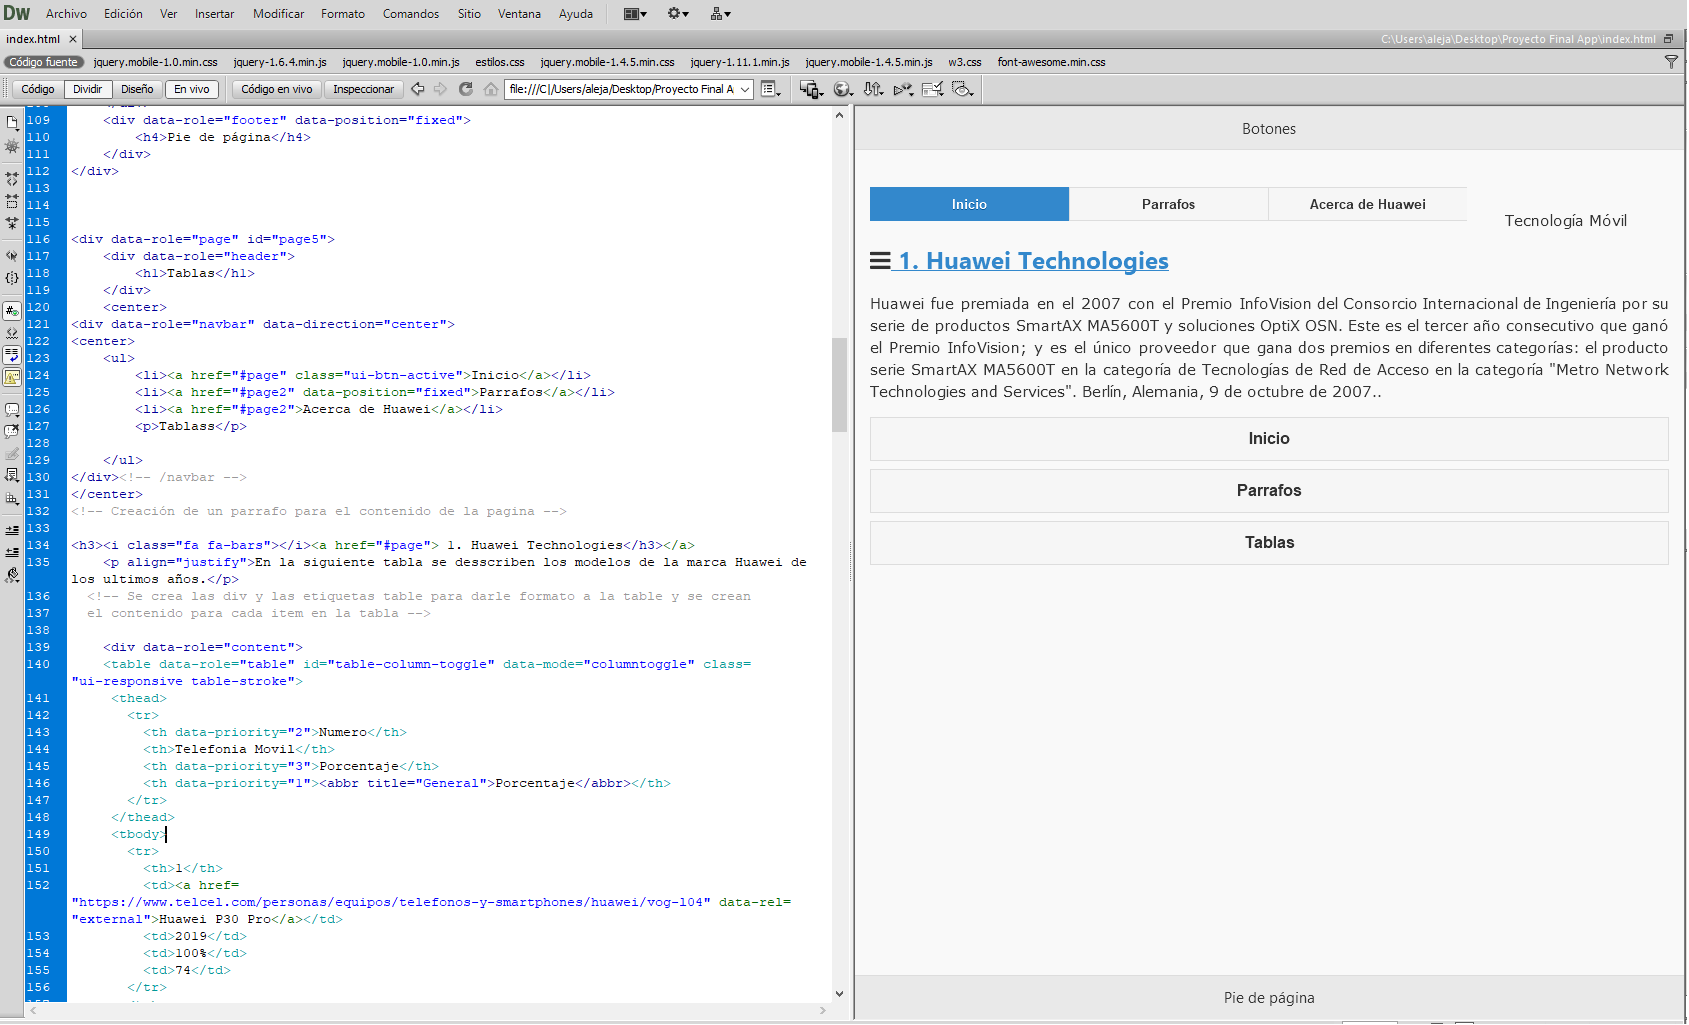 Dw Archivo Edición Ver Insertar Modificar Formato Comandos Sitio Ventana Ayuda
index.html × C:\Users\aleja\Desktop\Proyecto Final App\index.html
Código fuente jquery.mobile-1.0.min.css jquery-1.6.4.min.js jquery.mobile-1.0.min.js estilos.css jquery.mobile-1.4.5.min.css jquery-1.11.1.min.js jquery.mobile-1.4.5.min.js w3.css font-awesome.min.css
Código Dividir Diseño En vivo Código en vivo Inspeccionar file:///C|/Users/aleja/Desktop/Proyecto Final A
109 <div data-role="footer" data-position="fixed">
110 <h4>Pie de página</h4>
111 </div>
112 </div>
113
114
115
116 <div data-role="page" id="page5">
117 <div data-role="header">
118 <h1>Tablas</h1>
119 </div>
120 <center>
121 <div data-role="navbar" data-direction="center">
122 <center>
123 <ul>
124 <li><a href="#page" class="ui-btn-active">Inicio</a></li>
125 <li><a href="#page2" data-position="fixed">Parrafos</a></li>
126 <li><a href="#page2">Acerca de Huawei</a></li>
127 <p>Tablass</p>
128
129 </ul>
130 </div><!-- /navbar -->
131 </center>
132 <!-- Creación de un parrafo para el contenido de la pagina -->
133
134 <h3><i class="fa fa-bars"></i><a href="#page"> 1. Huawei Technologies</h3></a>
135 <p align="justify">En la siguiente tabla se desscriben los modelos de la marca Huawei de
los ultimos años.</p>
136 <!-- Se crea las div y las etiquetas table para darle formato a la table y se crean
137 el contenido para cada item en la tabla -->
138
139 <div data-role="content">
140 <table data-role="table" id="table-column-toggle" data-mode="columntoggle" class=
"ui-responsive table-stroke">
141 <thead>
142 <tr>
143 <th data-priority="2">Numero</th>
144 <th>Telefonia Movil</th>
145 <th data-priority="3">Porcentaje</th>
146 <th data-priority="1"><abbr title="General">Porcentaje</abbr></th>
147 </tr>
148 </thead>
149 <tbody>
150 <tr>
151 <th>1</th>
152 <td><a href=
"https://www.telcel.com/personas/equipos/telefonos-y-smartphones/huawei/vog-l04" data-rel=
"external">Huawei P30 Pro</a></td>
153 <td>2019</td>
154 <td>100%</td>
155 <td>74</td>
156 </tr>
Botones
Inicio Parrafos Acerca de Huawei
Tecnología Móvil
1. Huawei Technologies
Huawei fue premiada en el 2007 con el Premio InfoVision del Consorcio Internacional de Ingeniería por su
serie de productos SmartAX MA5600T y soluciones OptiX OSN. Este es el tercer año consecutivo que ganó
el Premio InfoVision; y es el único proveedor que gana dos premios en diferentes categorías: el producto
serie SmartAX MA5600T en la categoría de Tecnologías de Red de Acceso en la categoría "Metro Network
Technologies and Services". Berlín, Alemania, 9 de octubre de 2007..
Inicio
Parrafos
Tablas
Pie de página